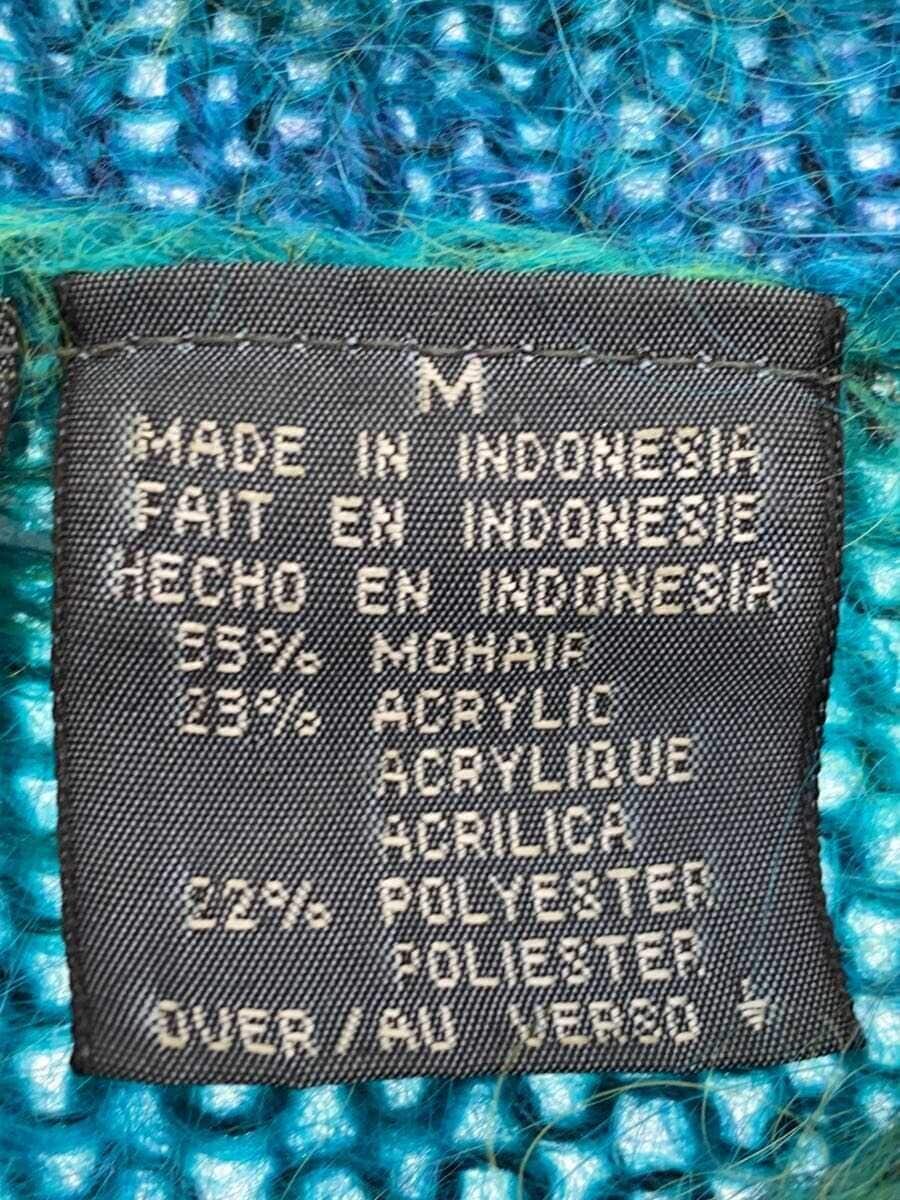 M
MADE IN INDONESIA
FAIT EN INDONESIE
HECHO EN INDONESIA
55% MOHAIR
23% ACRYLIC
ACRYLIQUE
ACRILICA
22% POLYESTER
POLIESTER
OVER/AU VERSO